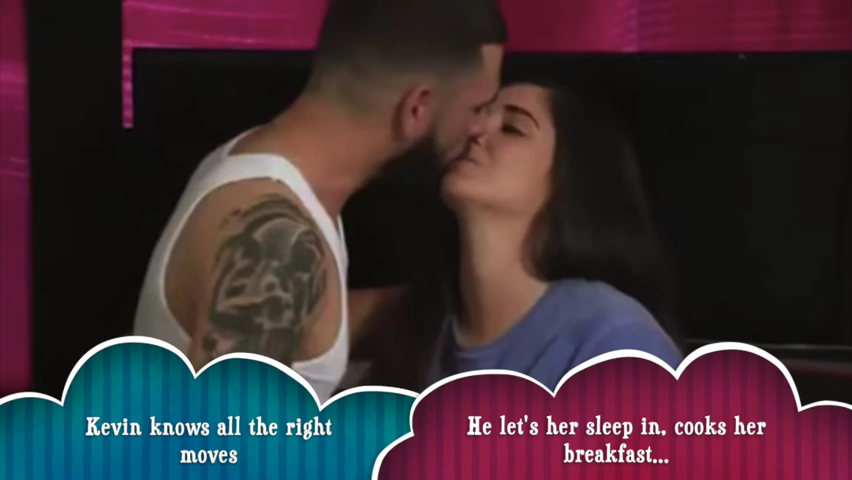 Kevin knows all the right
moves
He let's her sleep in, cooks her
breakfast...